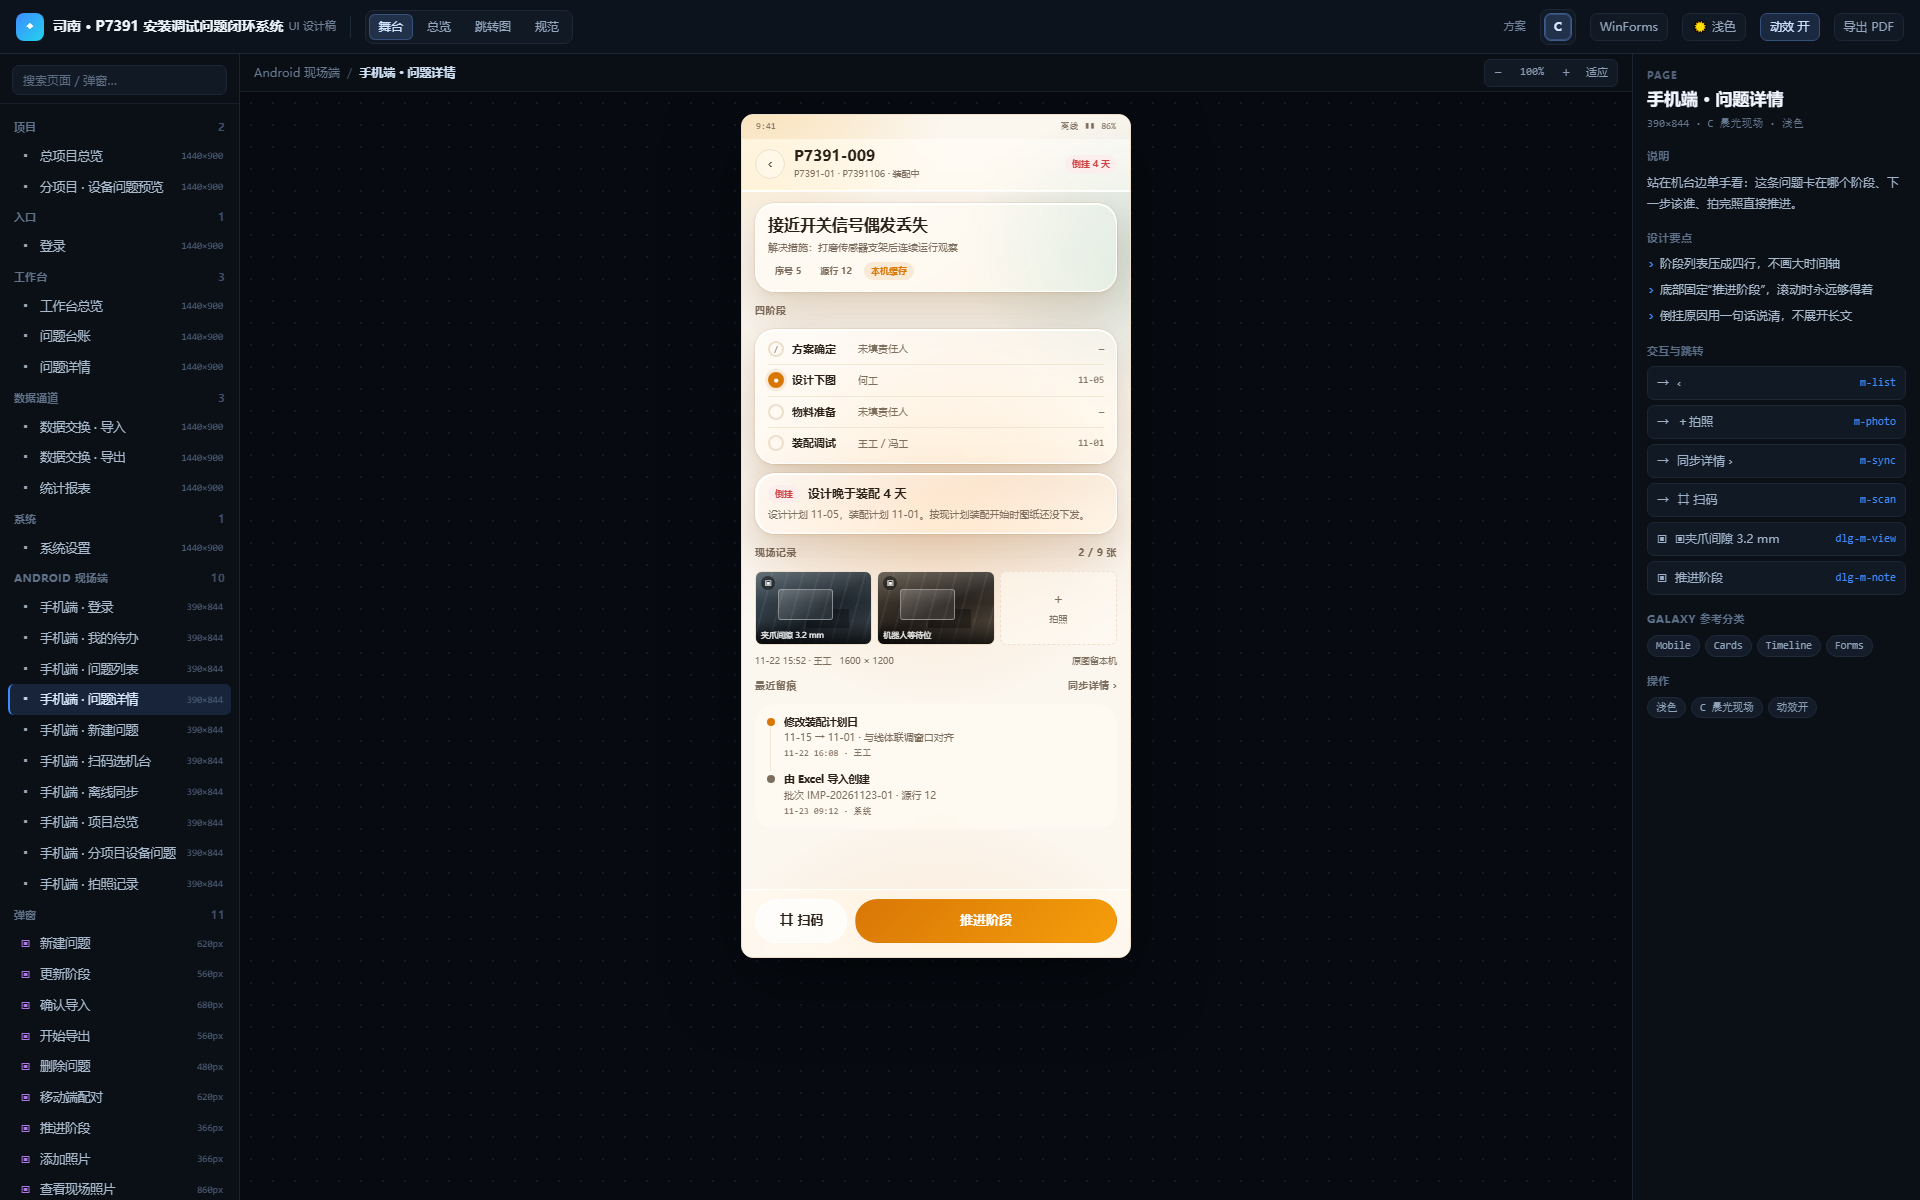 司南 • P7391 安装调试问题闭环系统 UI 设计稿
舞台 总览 跳转图 规范
方案 C WinForms 浅色 动效 开 导出 PDF
搜索页面 / 弹窗...
项目 2
总项目总览 1440×900
分项目 · 设备问题预览 1440×900
入口 1
登录 1440×900
工作台 3
工作台总览 1440×900
问题台账 1440×900
问题详情 1440×900
数据通道 3
数据交换 · 导入 1440×900
数据交换 · 导出 1440×900
统计报表 1440×900
系统 1
系统设置 1440×900
ANDROID 现场端 10
手机端 · 登录 390×844
手机端 · 我的待办 390×844
手机端 · 问题列表 390×844
手机端 · 问题详情 390×844
手机端 · 新建问题 390×844
手机端 · 扫码选机台 390×844
手机端 · 离线同步 390×844
手机端 · 项目总览 390×844
手机端 · 分项目设备问题 390×844
手机端 · 拍照记录 390×844
弹窗 11
新建问题 620px
更新阶段 560px
确认导入 680px
开始导出 560px
删除问题 480px
移动端配对 620px
推进阶段 366px
添加照片 366px
查看现场照片 860px
Android 现场端 / 手机端 • 问题详情
− 100% + 适应
9:41 离线 86%
‹ P7391-009
P7391-01 · P7391106 · 装配中
倒挂 4 天
接近开关信号偶发丢失
解决措施：打磨传感器支架后连续运行观察
序号 5 源行 12 本机缓存
四阶段
/ 方案确定 未填责任人 —
设计下图 何工 11-05
物料准备 未填责任人 —
装配调试 王工 / 冯工 11-01
倒挂 设计晚于装配 4 天
设计计划 11-05，装配计划 11-01。按现计划装配开始时图纸还没下发。
现场记录 2 / 9 张
夹爪间隙 3.2 mm
机器人等待位
+
拍照
11-22 15:52 · 王工 1600 × 1200 原图留本机
最近留痕 同步详情 ›
修改装配计划日
11-15 → 11-01 · 与线体联调窗口对齐
11-22 16:08 · 王工
由 Excel 导入创建
批次 IMP-20261123-01 · 源行 12
11-23 09:12 · 系统
扫码 推进阶段
PAGE
手机端 • 问题详情
390×844 · C 晨光现场 · 浅色
说明
站在机台边单手看：这条问题卡在哪个阶段、下
一步该谁、拍完照直接推进。
设计要点
› 阶段列表压成四行，不画大时间轴
› 底部固定“推进阶段”，滚动时永远够得着
› 倒挂原因用一句话说清，不展开长文
交互与跳转
→ ‹ m-list
→ +拍照 m-photo
→ 同步详情 › m-sync
→ 扫码 m-scan
▣ ▣夹爪间隙 3.2 mm dlg-m-view
▣ 推进阶段 dlg-m-note
GALAXY 参考分类
Mobile Cards Timeline Forms
操作
浅色 C 晨光现场 动效开